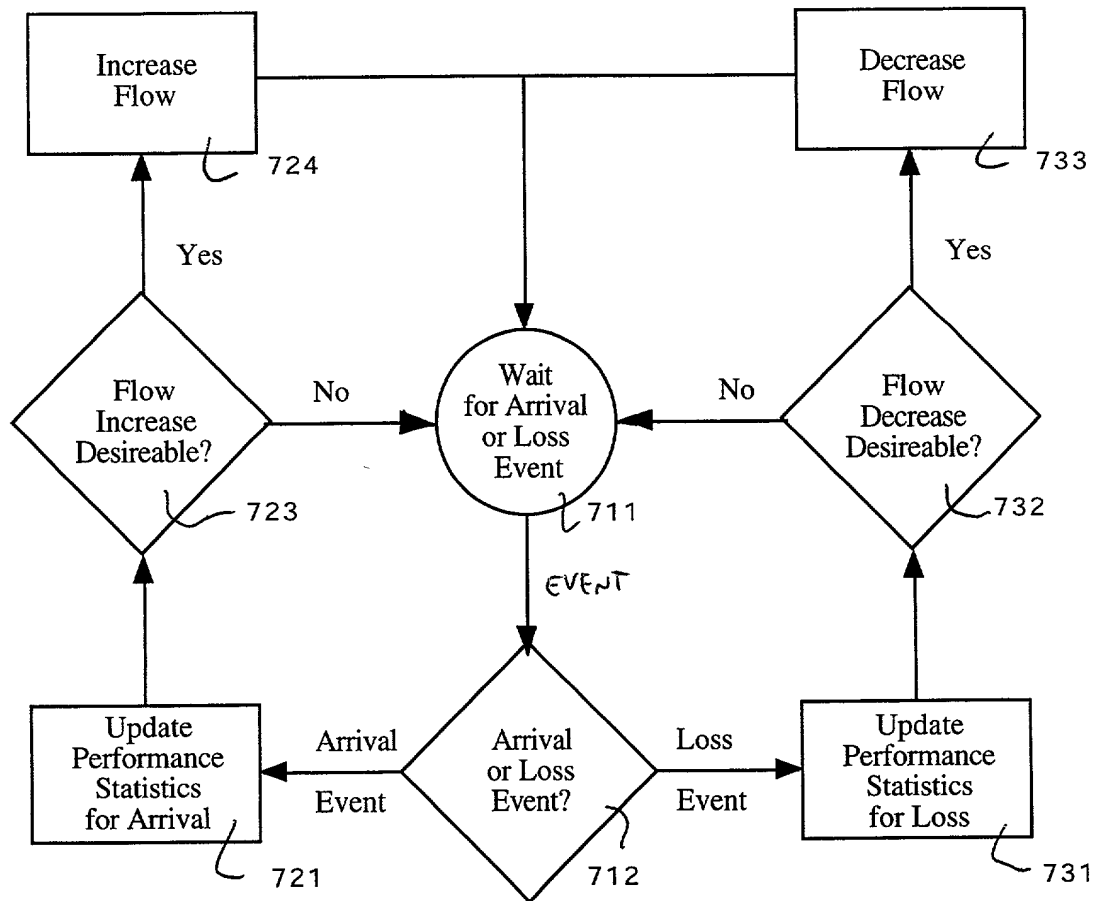 Increase
Flow
724
Decrease
Flow
733
Yes
Yes
Flow
Increase
Desireable?
723
No
Wait
for Arrival
or Loss
Event
711
No
Flow
Decrease
Desireable?
732
EVENT
Update
Performance
Statistics
for Arrival
721
Arrival
Event
Arrival
or Loss
Event?
712
Loss
Event
Update
Performance
Statistics
for Loss
731